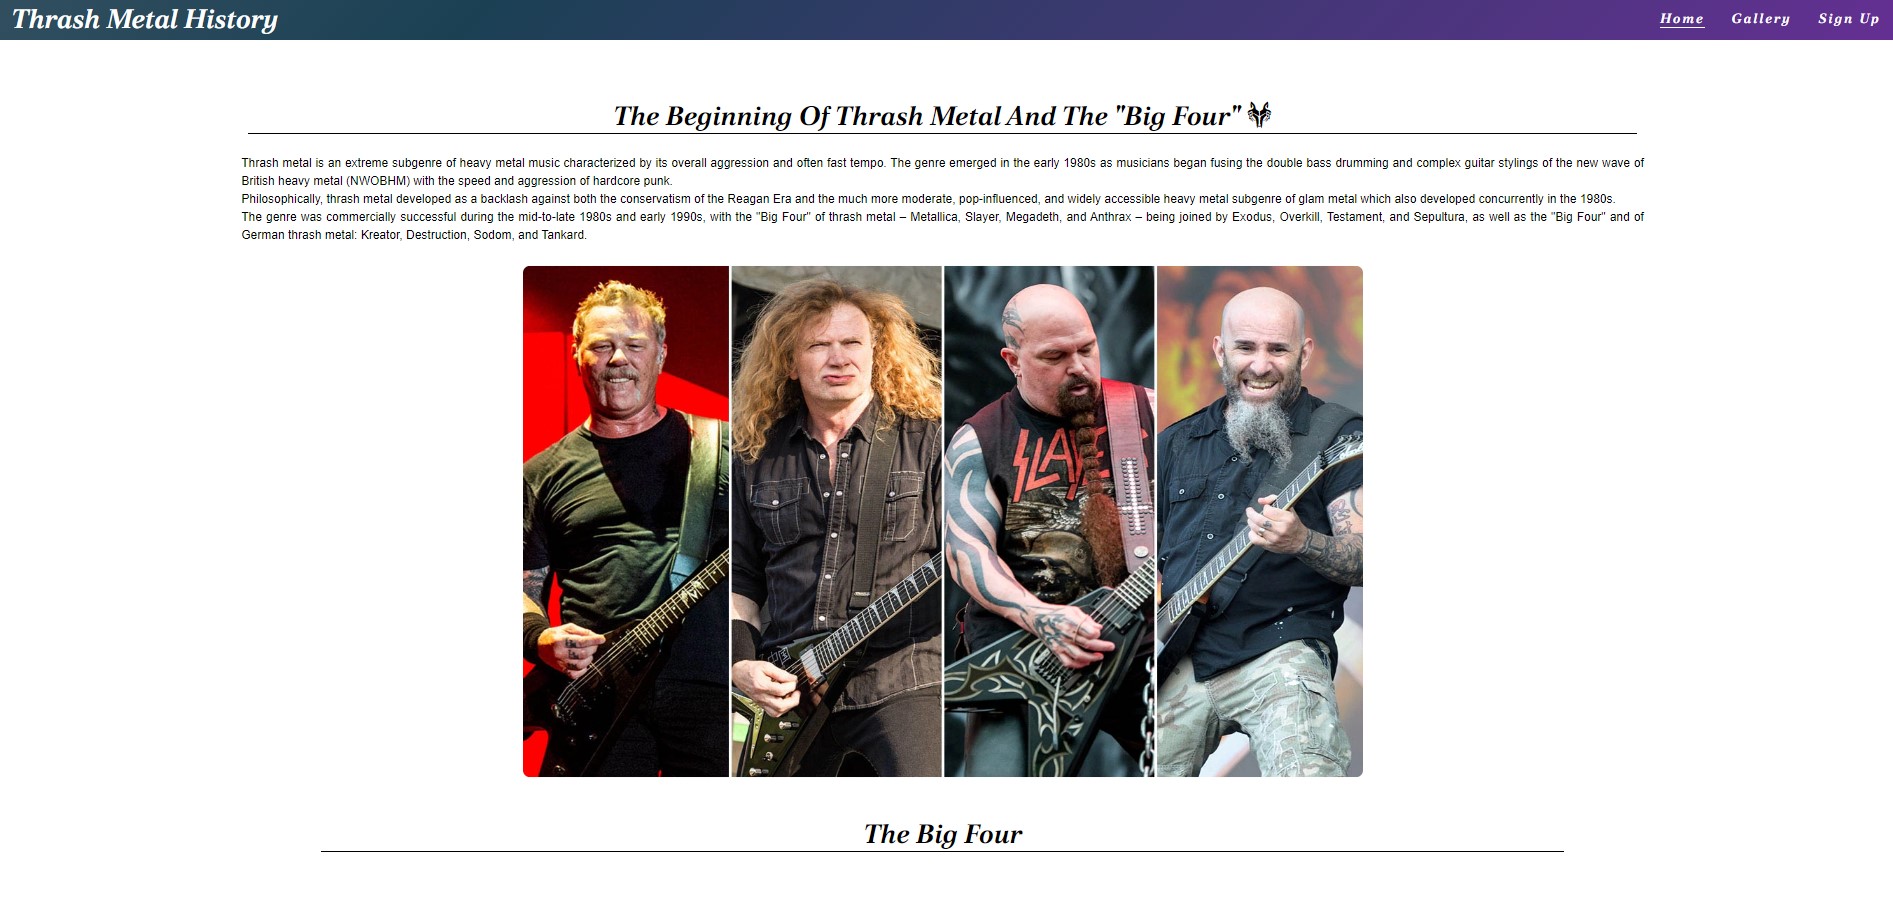 Thrash Metal History
Home Gallery Sign Up
The Beginning Of Thrash Metal And The "Big Four"
Thrash metal is an extreme subgenre of heavy metal music characterized by its overall aggression and often fast tempo. The genre emerged in the early 1980s as musicians began fusing the double bass drumming and complex guitar stylings of the new wave of
British heavy metal (NWOBHM) with the speed and aggression of hardcore punk.
Philosophically, thrash metal developed as a backlash against both the conservatism of the Reagan Era and the much more moderate, pop-influenced, and widely accessible heavy metal subgenre of glam metal which also developed concurrently in the 1980s.
The genre was commercially successful during the mid-to-late 1980s and early 1990s, with the "Big Four" of thrash metal – Metallica, Slayer, Megadeth, and Anthrax – being joined by Exodus, Overkill, Testament, and Sepultura, as well as the "Big Four" and of
German thrash metal: Kreator, Destruction, Sodom, and Tankard.
SLAYER
The Big Four